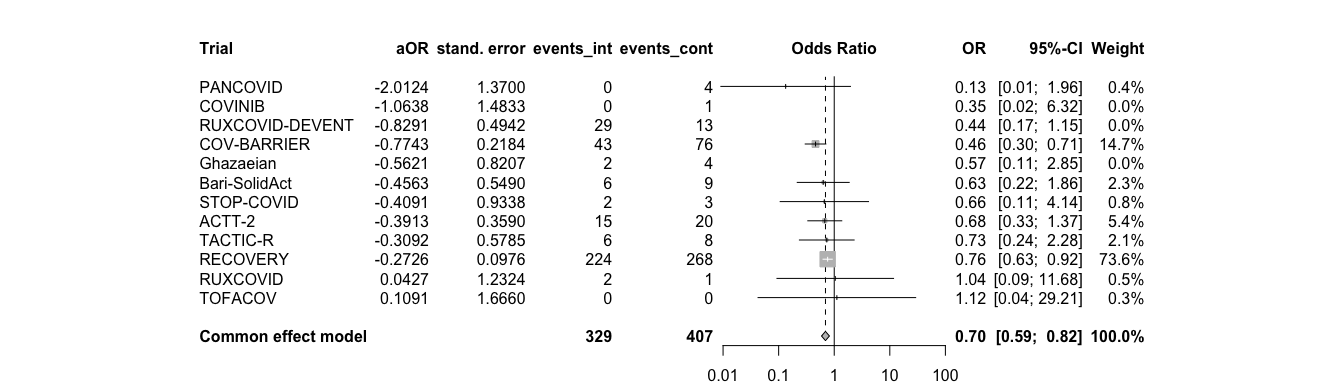 Trial aOR stand. error events_int events_cont Odds Ratio OR 95%-CI Weight
PANCOVID -2.0124 1.3700 0 4 0.13 [0.01; 1.96] 0.4%
COVINIB -1.0638 1.4833 0 1 0.35 [0.02; 6.32] 0.0%
RUXCOVID-DEVENT -0.8291 0.4942 29 13 0.44 [0.17; 1.15] 0.0%
COV-BARRIER -0.7743 0.2184 43 76 0.46 [0.30; 0.71] 14.7%
Ghazaeian -0.5621 0.8207 2 4 0.57 [0.11; 2.85] 0.0%
Bari-SolidAct -0.4563 0.5490 6 9 0.63 [0.22; 1.86] 2.3%
STOP-COVID -0.4091 0.9338 2 3 0.66 [0.11; 4.14] 0.8%
ACTT-2 -0.3913 0.3590 15 20 0.68 [0.33; 1.37] 5.4%
TACTIC-R -0.3092 0.5785 6 8 0.73 [0.24; 2.28] 2.1%
RECOVERY -0.2726 0.0976 224 268 0.76 [0.63; 0.92] 73.6%
RUXCOVID 0.0427 1.2324 2 1 1.04 [0.09; 11.68] 0.5%
TOFACOV 0.1091 1.6660 0 0 1.12 [0.04; 29.21] 0.3%
Common effect model 329 407 0.70 [0.59; 0.82] 100.0%
0.01 0.1 1 10 100